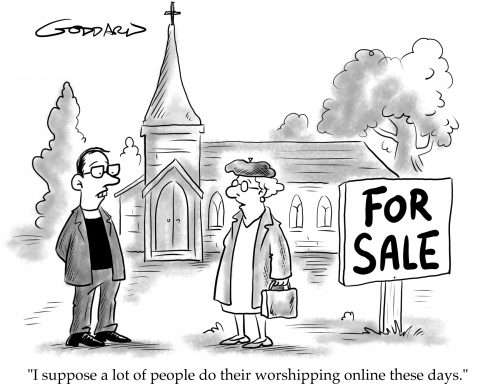 GODDARD
FOR
SALE
"I suppose a lot of people do their worshipping online these days."